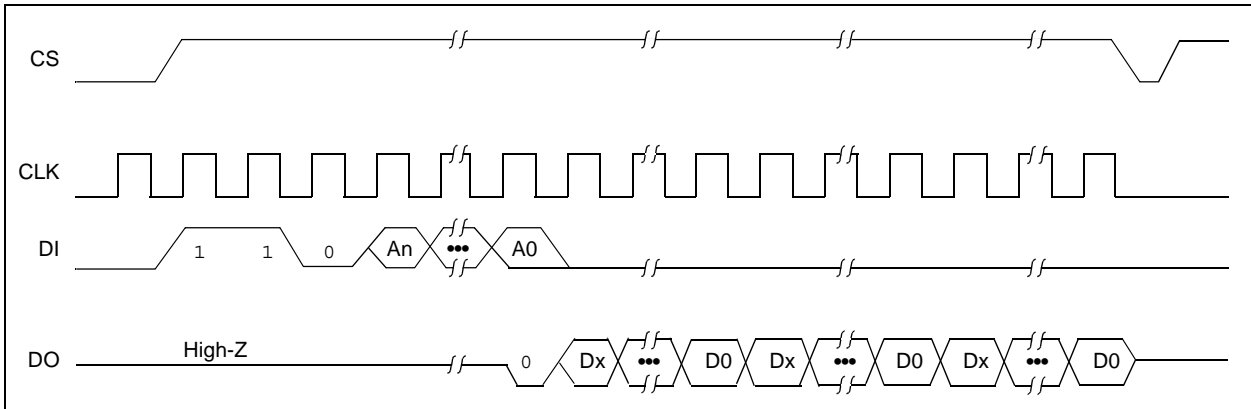 CS
CLK
DI 1 1 0 An ••• A0
High-Z
DO 0 Dx ••• D0 Dx ••• D0 Dx ••• D0